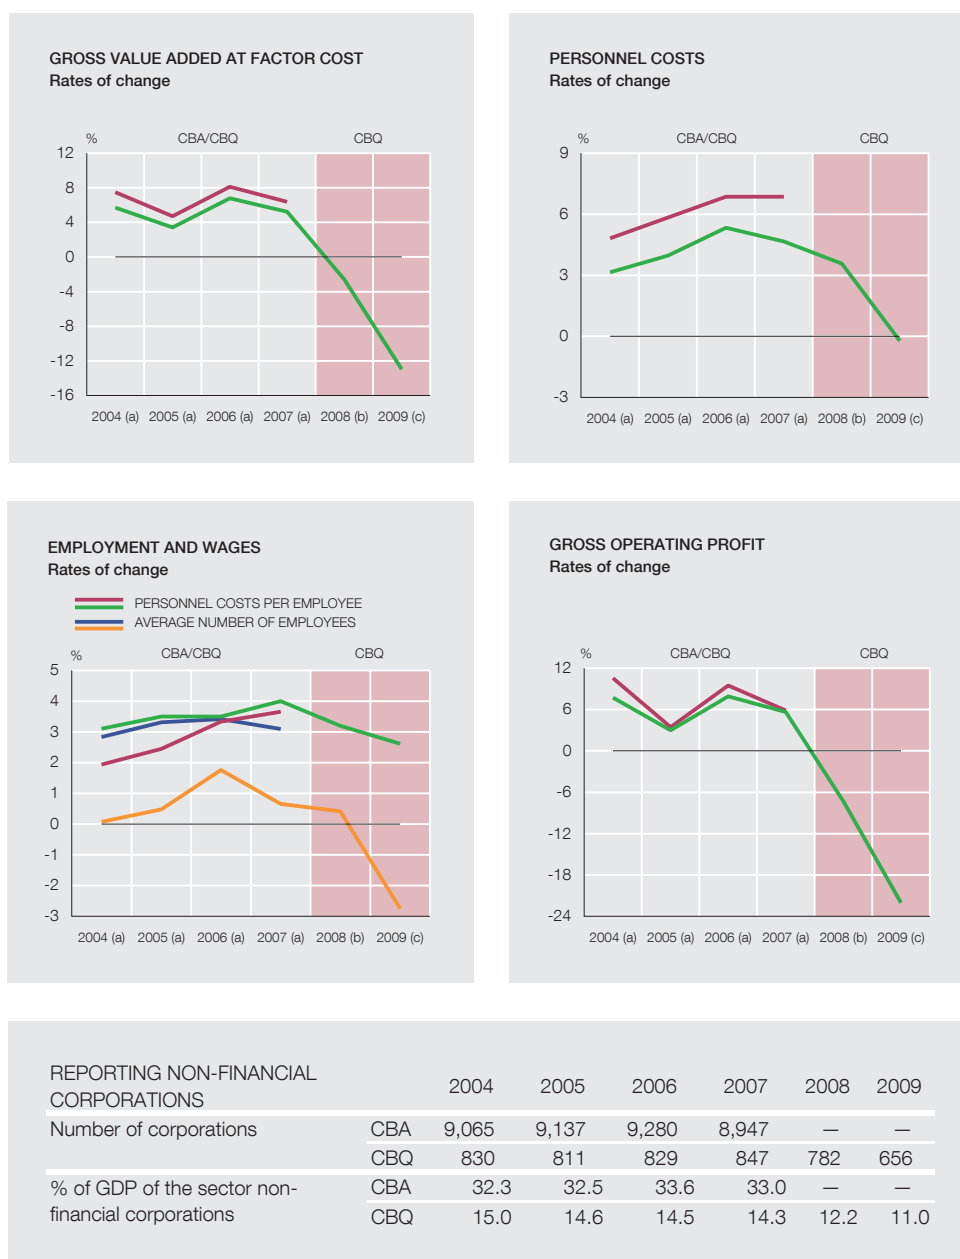 GROSS VALUE ADDED AT FACTOR COST
Rates of change
% CBA/CBQ CBQ
12
8
4
0
-4
-8
-12
-16
2004 (a) 2005 (a) 2006 (a) 2007 (a) 2008 (b) 2009 (c)
PERSONNEL COSTS
Rates of change
% CBA/CBQ CBQ
9
6
3
0
-3
2004 (a) 2005 (a) 2006 (a) 2007 (a) 2008 (b) 2009 (c)
EMPLOYMENT AND WAGES
Rates of change
PERSONNEL COSTS PER EMPLOYEE
AVERAGE NUMBER OF EMPLOYEES
% CBA/CBQ CBQ
5
4
3
2
1
0
-1
-2
-3
2004 (a) 2005 (a) 2006 (a) 2007 (a) 2008 (b) 2009 (c)
GROSS OPERATING PROFIT
Rates of change
% CBA/CBQ CBQ
12
6
0
-6
-12
-18
-24
2004 (a) 2005 (a) 2006 (a) 2007 (a) 2008 (b) 2009 (c)
REPORTING NON-FINANCIAL
CORPORATIONS 2004 2005 2006 2007 2008 2009
Number of corporations CBA 9,065 9,137 9,280 8,947 — —
CBQ 830 811 829 847 782 656
% of GDP of the sector non- CBA 32.3 32.5 33.6 33.0 — —
financial corporations CBQ 15.0 14.6 14.5 14.3 12.2 11.0